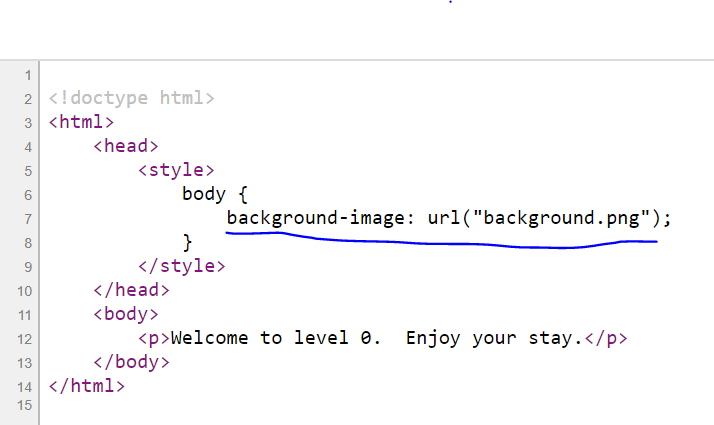 1
2 <!doctype html>
3 <html>
4     <head>
5         <style>
6             body {
7                 background-image: url("background.png");
8             }
9         </style>
10     </head>
11     <body>
12         <p>Welcome to level 0.  Enjoy your stay.</p>
13     </body>
14 </html>
15